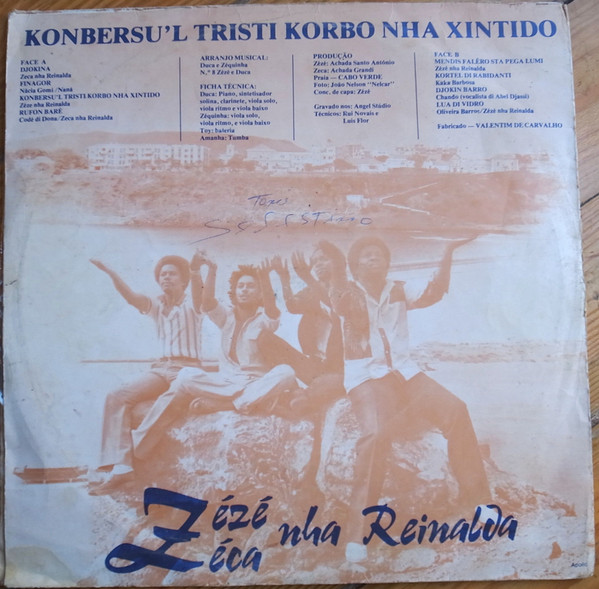 KONBERSU'L TRISTI KORBO NHA XINTIDO
FACE A
DJOKINA
Zeca nha Reinalda
FINAGOR
Nácia Gomi/Naná
KONBERSU'L TRISTI KORBO NHA XINTIDO
Zéze nha Reinalda
RUFON BARÉ
Codé di Dona/Zeca nha Reinalda
ARRANJO MUSICAL:
Duca e Zéquinha
N.º 8 Zézé e Duca
FICHA TÉCNICA:
Duca: Piano, sintetisador
solina, clarinete, viola solo,
viola ritmo e viola baixo
Zéquinha: viola solo,
viola ritmo, e viola baixo
Toy: bateria
Amanha: Tumba
PRODUÇÃO
Zézé: Achada Santo António
Zeca: Achada Grandi
Praia — CABO VERDE
Foto: João Nelson "Nelcar"
Conc. da capa: Zézé
Gravado nos: Angel Stúdio
Técnicos: Rui Novais e
Luís Flor
FACE B
MENDIS FALÉBO STA PEGA LUMI
Zézé nha Reinalda
KORTEL DI RABIDANTI
Kaka Barbosa
DJOKIN BARRO
Chando (vocalista di Abel Djassi)
LUA DI VIDRO
Oliveira Barros/Zézé nha Reinalda
Fabricado — VALENTIM DE CARVALHO
Zézé
Zéca nha Reinalda